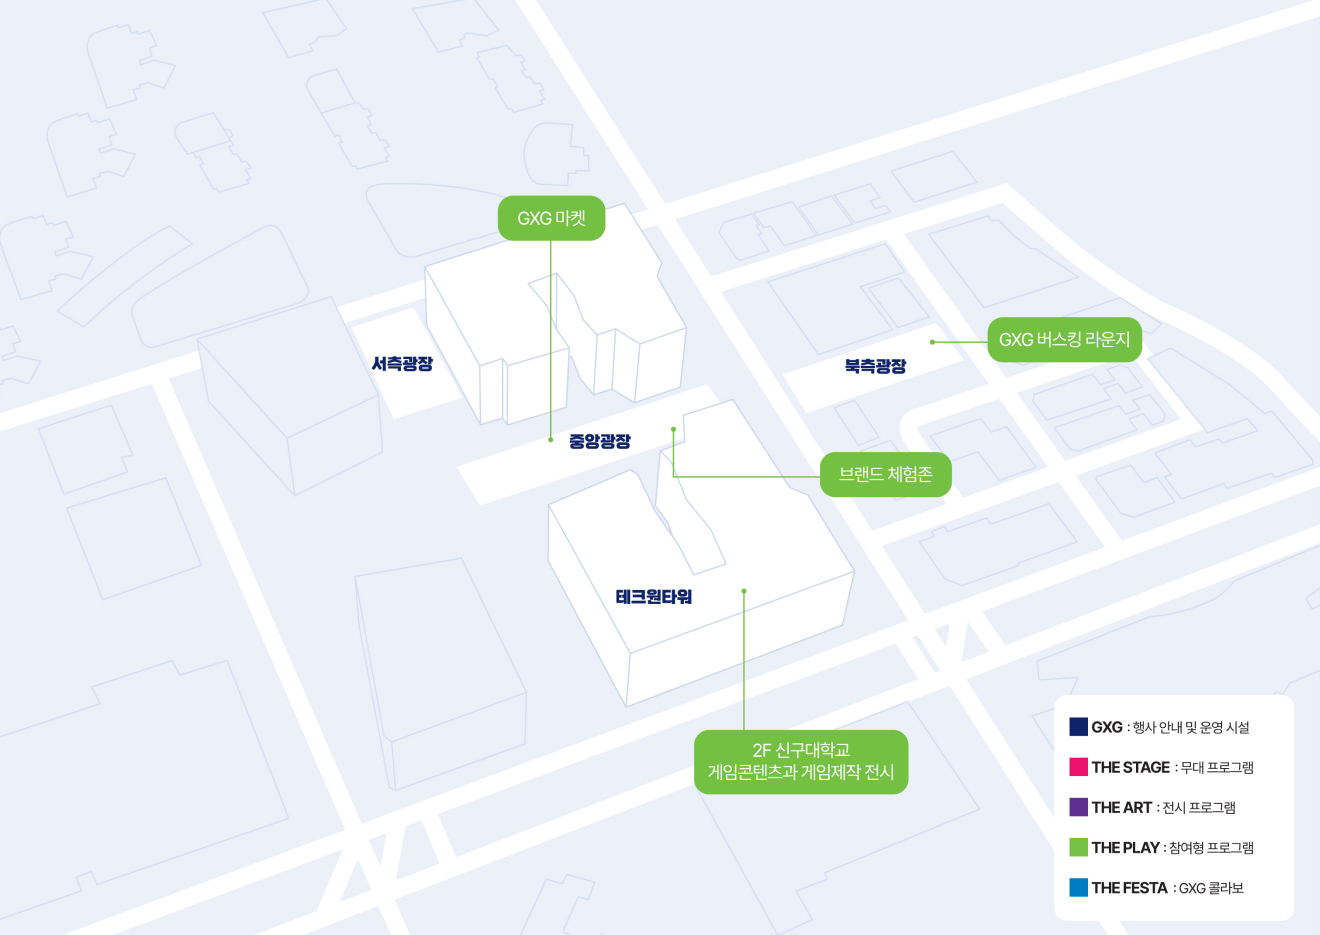 GXG 마켓
GXG 버스킹 라운지
서측광장
북측광장
중앙광장
브랜드 체험존
테크원타워
2F 신구대학교
게임콘텐츠과 게임제작 전시
GXG : 행사 안내 및 운영 시설
THE STAGE : 무대 프로그램
THE ART : 전시 프로그램
THE PLAY : 참여형 프로그램
THE FESTA : GXG 콜라보